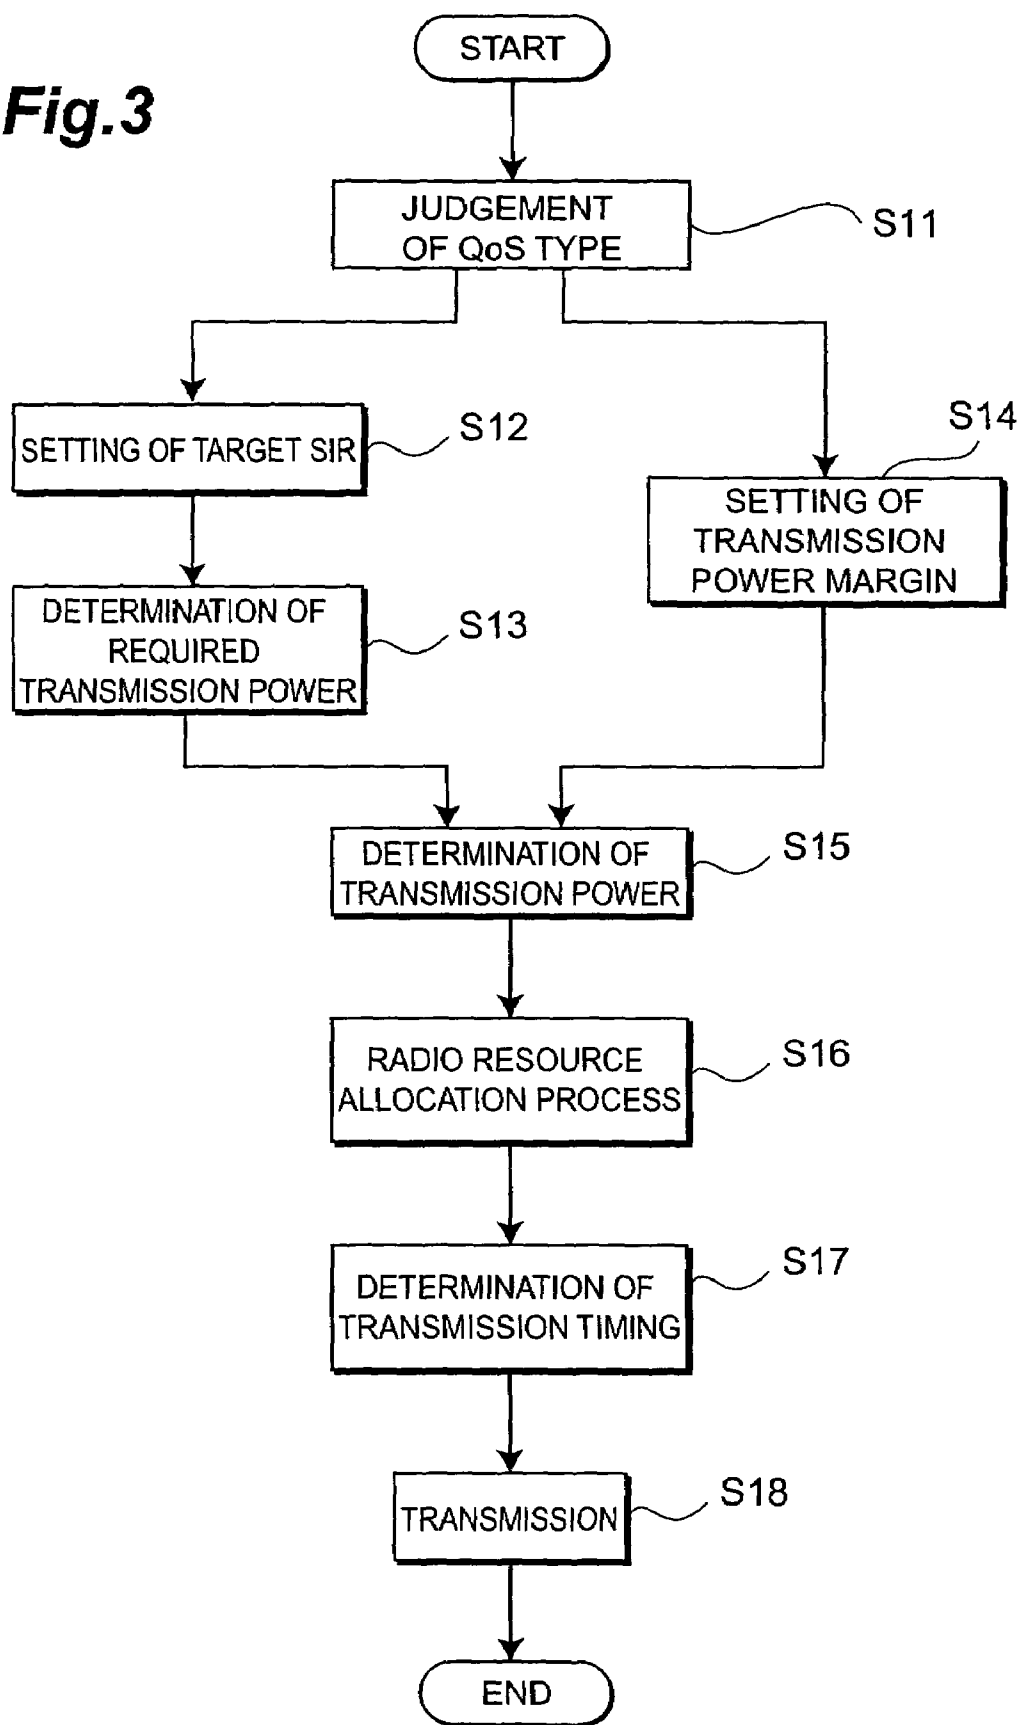 START
Fig.3
JUDGEMENT
OF QoS TYPE
S11
SETTING OF TARGET SIR
S12
S14
SETTING OF
TRANSMISSION
POWER MARGIN
DETERMINATION OF
REQUIRED
TRANSMISSION POWER
S13
DETERMINATION OF
TRANSMISSION POWER
S15
RADIO RESOURCE
ALLOCATION PROCESS
S16
DETERMINATION OF
TRANSMISSION TIMING
S17
TRANSMISSION
S18
END